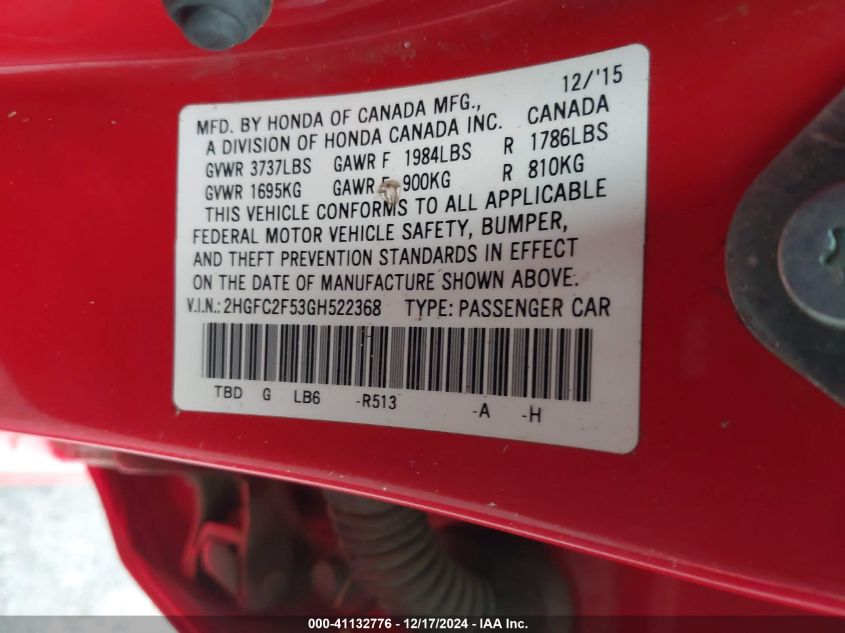 12/'15
MFD. BY HONDA OF CANADA MFG.,
A DIVISION OF HONDA CANADA INC. CANADA
GVWR 3737LBS GAWR F 1984LBS R 1786LBS
GVWR 1695KG GAWR F 900KG R 810KG
THIS VEHICLE CONFORMS TO ALL APPLICABLE
FEDERAL MOTOR VEHICLE SAFETY, BUMPER,
AND THEFT PREVENTION STANDARDS IN EFFECT
ON THE DATE OF MANUFACTURE SHOWN ABOVE.
V.I.N.: 2HGFC2F53GH522368 TYPE: PASSENGER CAR
TBD G LB6 -R513 -A -H
000-41132776 - 12/17/2024 - IAA Inc.